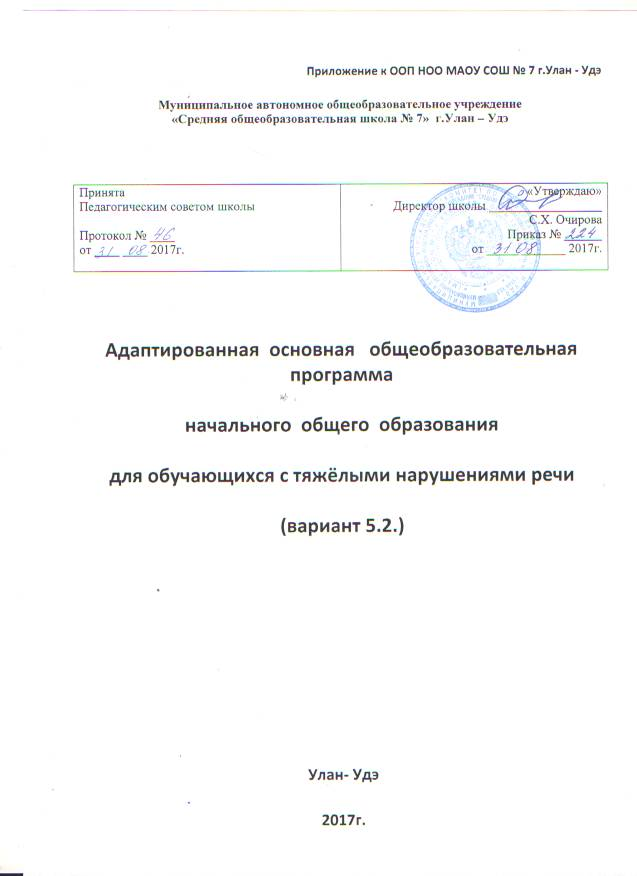 Приложение к ООП НОО МАОУ СОШ № 7 г.Улан - Удэ
Муниципальное автономное общеобразовательное учреждение
«Средняя общеобразовательная школа № 7» г.Улан – Удэ
Принята
Педагогическим советом школы
Протокол № 46
от 31 08 2017г.
«Утверждаю»
Директор школы
С.Х. Очирова
Приказ № 224
от 31 08 2017г.
Адаптированная основная общеобразовательная
программа
начального общего образования
для обучающихся с тяжёлыми нарушениями речи
(вариант 5.2.)
Улан- Удэ
2017г.